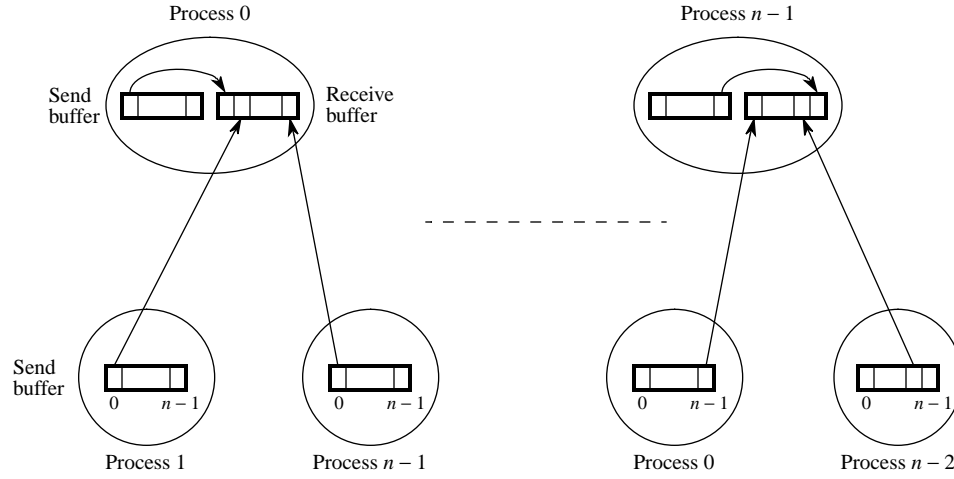 Process 0
Process n – 1
Send
buffer
Receive
buffer
Send
buffer
0
n – 1
0
n – 1
0
n – 1
0
n – 1
Process 1
Process n – 1
Process 0
Process n – 2